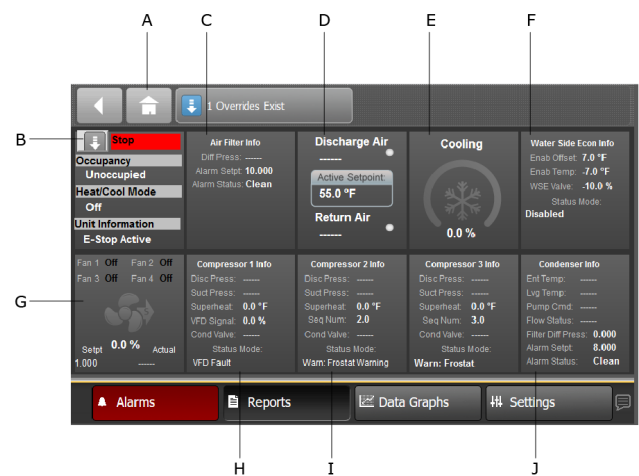 A
C
D
E
F
1 Overrides Exist
B
Stop
Occupancy
Unoccupied
Heat/Cool Mode
Off
Unit Information
E-Stop Active
Air Filter Info
Diff Press: ------
Alarm Setpt: 10.000
Alarm Status: Clean
Discharge Air
------
Active Setpoint:
55.0 °F
Return Air
------
Cooling
0.0 %
Water Side Econ Info
Enab Offset: 7.0 °F
Enab Temp: -7.0 °F
WSE Valve: -10.0 %
Status Mode:
Disabled
G
Fan 1 Off Fan 2 Off
Fan 3 Off Fan 4 Off
Setpt 0.0 % Actual
1.000 ------
Compressor 1 Info
Disc Press: ------
Suct Press: ------
Superheat: 0.0 °F
VFD Signal: 0.0 %
Cond Valve: ------
Status Mode:
VFD Fault
Compressor 2 Info
Disc Press: ------
Suct Press: ------
Superheat: 0.0 °F
Seq Num: 2.0
Cond Valve: ------
Status Mode:
Warn: Frostat Warning
Compressor 3 Info
Disc Press: ------
Suct Press: ------
Superheat: 0.0 °F
Seq Num: 3.0
Cond Valve: ------
Status Mode:
Warn: Frostat
Condenser Info
Ent Temp: ------
Lvg Temp: ------
Pump Cmd: ------
Flow Status: ------
Filter Diff Press: 0.000
Alarm Setpt: 8.000
Alarm Status: Clean
Alarms
Reports
Data Graphs
Settings
H
I
J